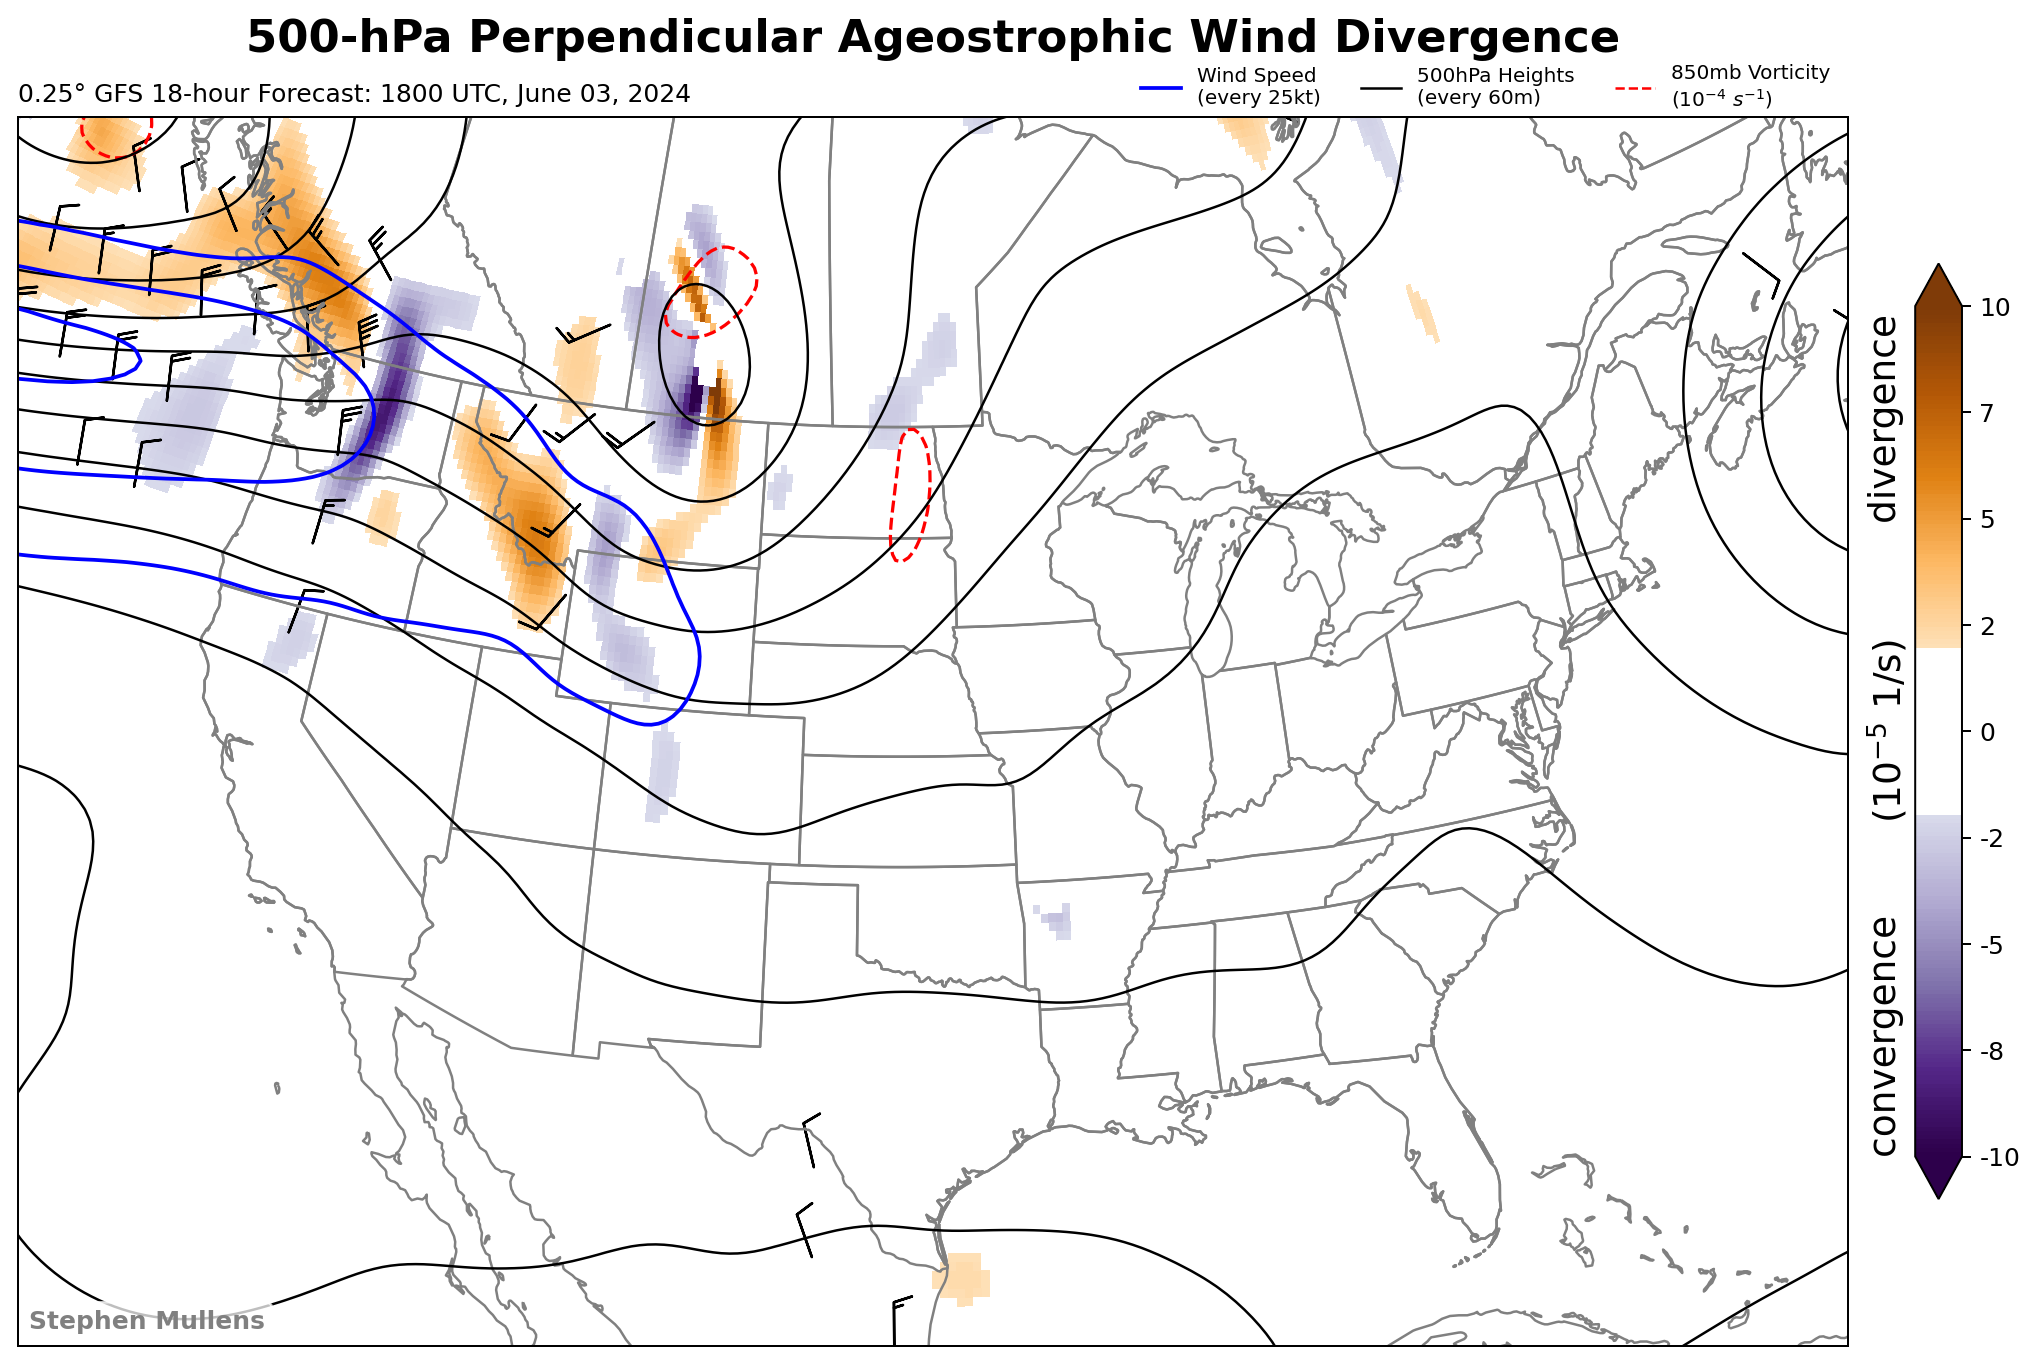 500-hPa Perpendicular Ageostrophic Wind Divergence
0.25° GFS 18-hour Forecast: 1800 UTC, June 03, 2024
Wind Speed
(every 25kt)
500hPa Heights
(every 60m)
850mb Vorticity
(10⁻⁴ s⁻¹)
10
7
5
2
0
-2
-5
-8
-10
convergence (10⁻⁵ 1/s) divergence
Stephen Mullens